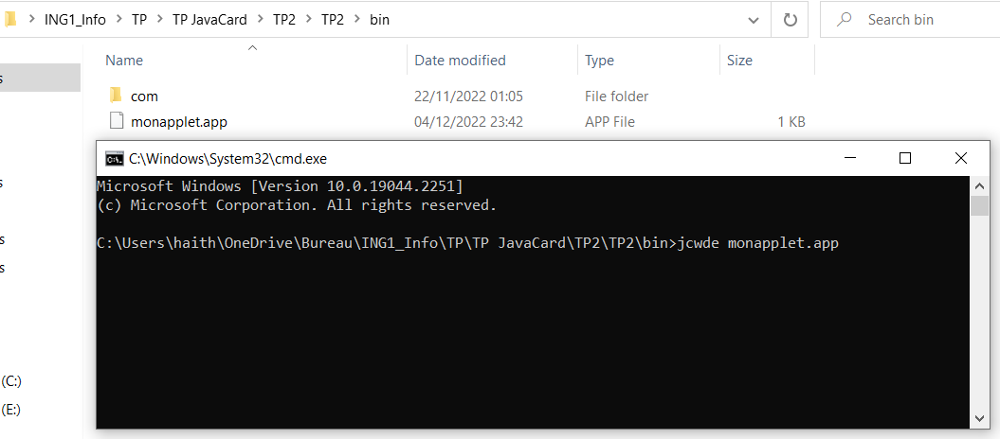 ING1_Info > TP > TP JavaCard > TP2 > TP2 > bin
Search bin
Name Date modified Type Size
com 22/11/2022 01:05 File folder
monapplet.app 04/12/2022 23:42 APP File 1 KB
C:\Windows\System32\cmd.exe
Microsoft Windows [Version 10.0.19044.2251]
(c) Microsoft Corporation. All rights reserved.
C:\Users\haith\OneDrive\Bureau\ING1_Info\TP\TP JavaCard\TP2\TP2\bin>jcwde monapplet.app
s
s
s
s
(C:)
(E:)